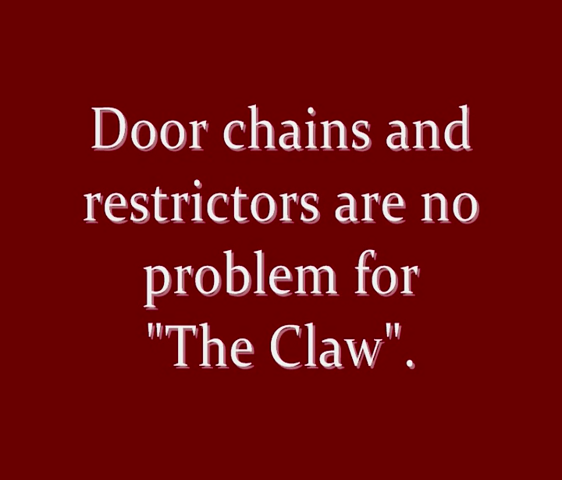 Door chains and
restrictors are no
problem for
"The Claw".